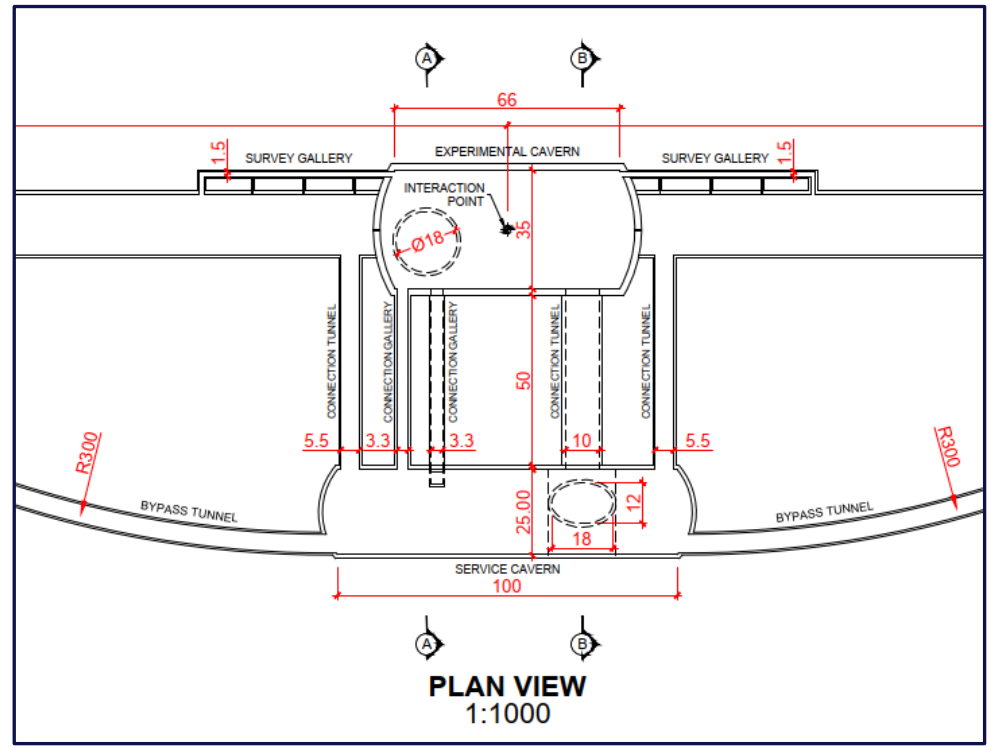 A
B
66
1.5
SURVEY GALLERY
EXPERIMENTAL CAVERN
SURVEY GALLERY
1.5
INTERACTION
POINT
Ø18
35
CONNECTION TUNNEL
CONNECTION GALLERY
CONNECTION GALLERY
CONNECTION TUNNEL
CONNECTION TUNNEL
50
5.5
3.3
3.3
10
5.5
R300
R300
BYPASS TUNNEL
25.00
12
18
BYPASS TUNNEL
SERVICE CAVERN
100
A
B
PLAN VIEW
1:1000